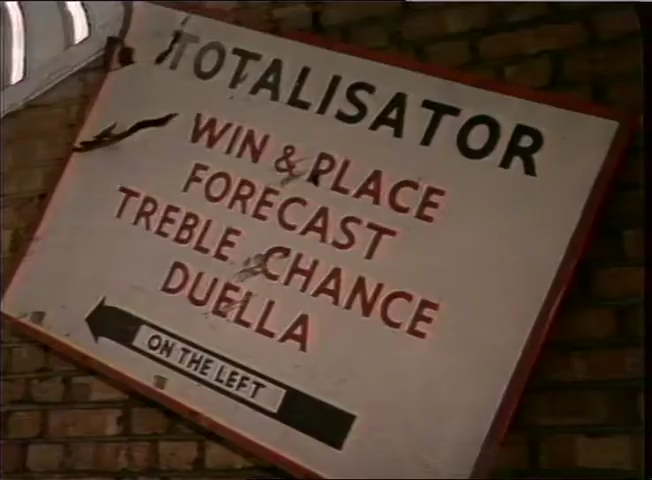 TOTALISATOR
WIN & PLACE
FORECAST
TREBLE CHANCE
DUELLA
ON THE LEFT